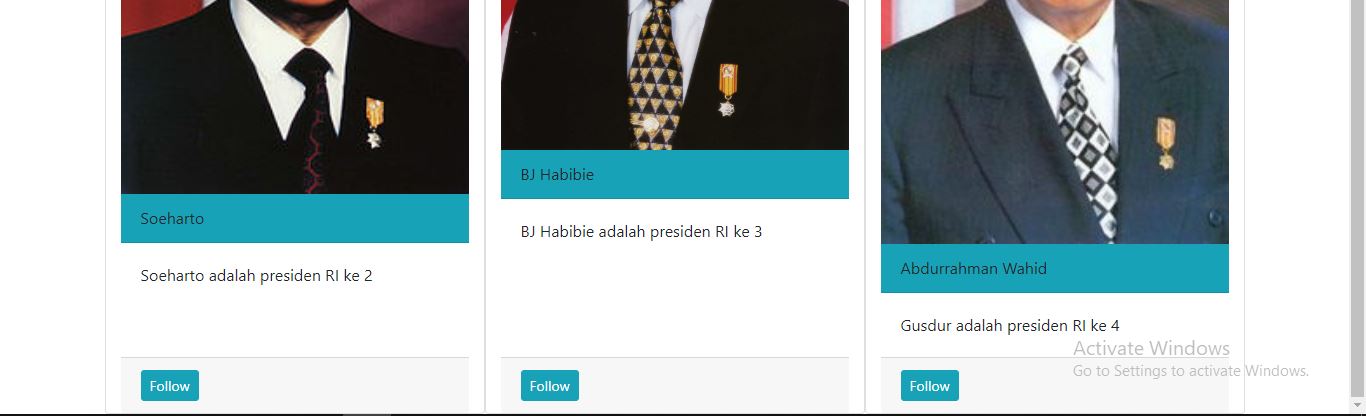 Soeharto
Soeharto adalah presiden RI ke 2
Follow
BJ Habibie
BJ Habibie adalah presiden RI ke 3
Follow
Abdurrahman Wahid
Gusdur adalah presiden RI ke 4
Follow
Activate Windows
Go to Settings to activate Windows.